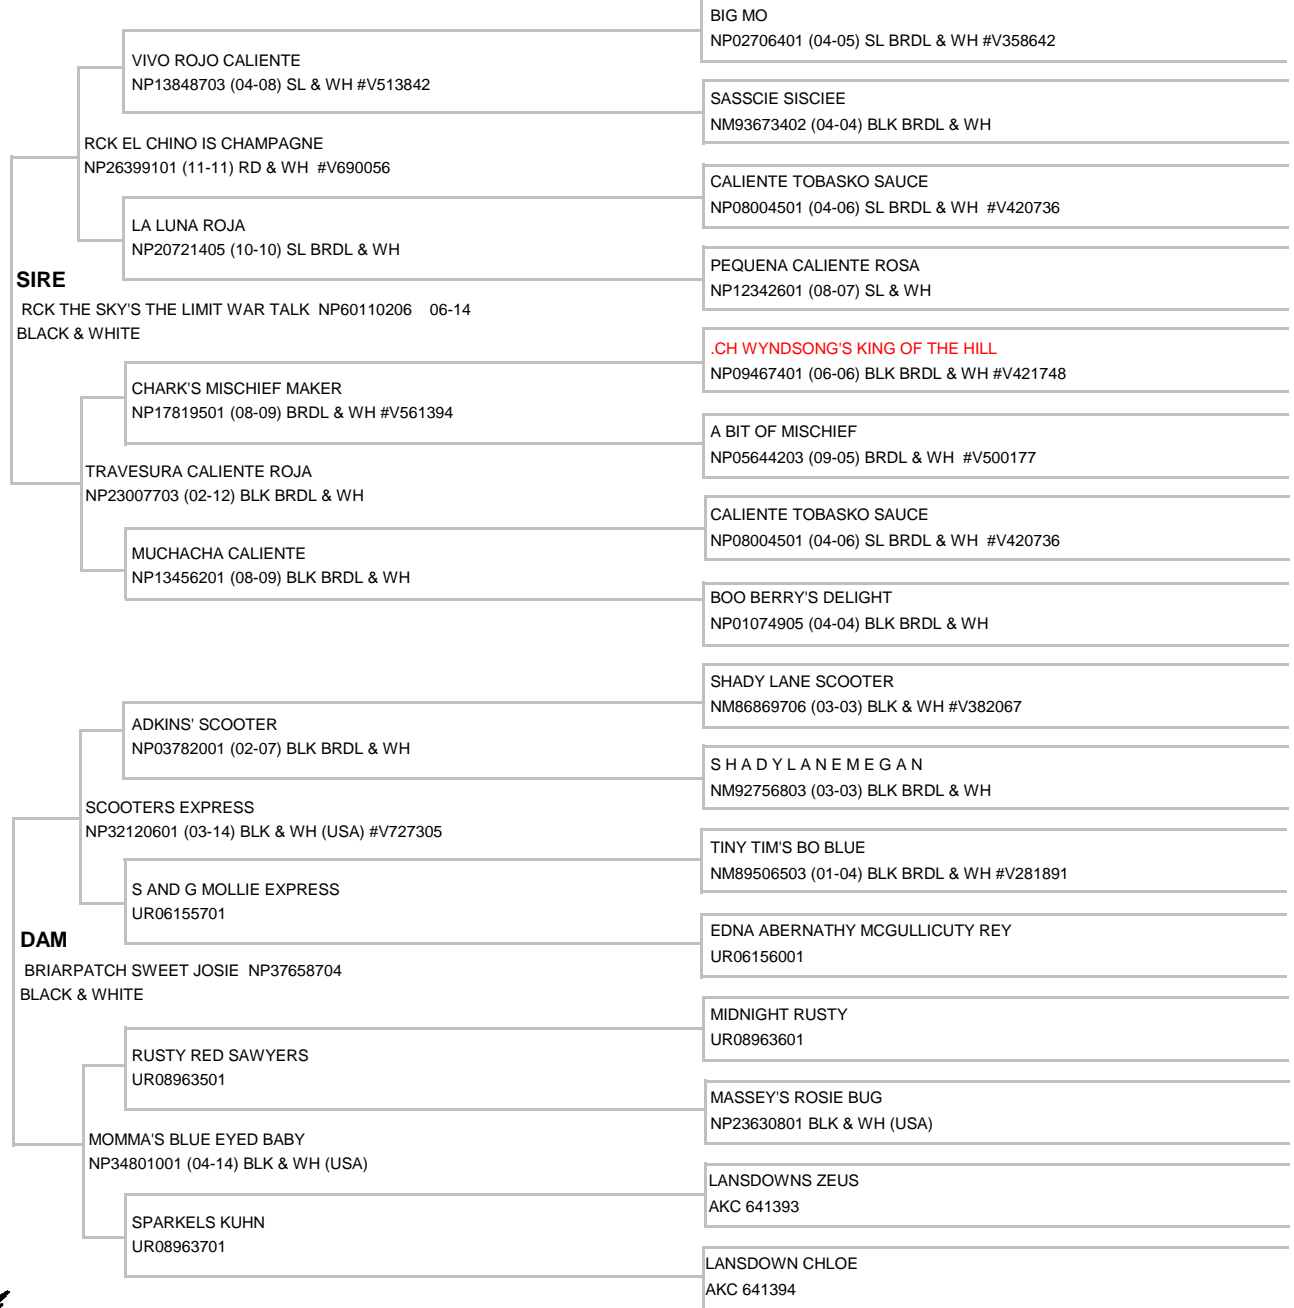 BIG MO
NP02706401 (04-05) SL BRDL & WH #V358642
VIVO ROJO CALIENTE
NP13848703 (04-08) SL & WH #V513842
SASSCIE SISCIEE
NM93673402 (04-04) BLK BRDL & WH
RCK EL CHINO IS CHAMPAGNE
NP26399101 (11-11) RD & WH  #V690056
CALIENTE TOBASKO SAUCE
NP08004501 (04-06) SL BRDL & WH  #V420736
LA LUNA ROJA
NP20721405 (10-10) SL BRDL & WH
PEQUENA CALIENTE ROSA
NP12342601 (08-07) SL & WH
SIRE
RCK THE SKY'S THE LIMIT WAR TALK  NP60110206    06-14
BLACK & WHITE
.CH WYNDSONG'S KING OF THE HILL
NP09467401 (06-06) BLK BRDL & WH #V421748
CHARK'S MISCHIEF MAKER
NP17819501 (08-09) BRDL & WH #V561394
A BIT OF MISCHIEF
NP05644203 (09-05) BRDL & WH  #V500177
TRAVESURA CALIENTE ROJA
NP23007703 (02-12) BLK BRDL & WH
CALIENTE TOBASKO SAUCE
NP08004501 (04-06) SL BRDL & WH  #V420736
MUCHACHA CALIENTE
NP13456201 (08-09) BLK BRDL & WH
BOO BERRY'S DELIGHT
NP01074905 (04-04) BLK BRDL & WH
SHADY LANE SCOOTER
NM86869706 (03-03) BLK & WH #V382067
ADKINS' SCOOTER
NP03782001 (02-07) BLK BRDL & WH
S H A D Y L A N E M E G A N
NM92756803 (03-03) BLK BRDL & WH
SCOOTERS EXPRESS
NP32120601 (03-14) BLK & WH (USA) #V727305
TINY TIM'S BO BLUE
NM89506503 (01-04) BLK BRDL & WH #V281891
S AND G MOLLIE EXPRESS
UR06155701
EDNA ABERNATHY MCGULLICUTY REY
UR06156001
DAM
BRIARPATCH SWEET JOSIE  NP37658704
BLACK & WHITE
MIDNIGHT RUSTY
UR08963601
RUSTY RED SAWYERS
UR08963501
MASSEY'S ROSIE BUG
NP23630801 BLK & WH (USA)
MOMMA'S BLUE EYED BABY
NP34801001 (04-14) BLK & WH (USA)
LANSDOWNS ZEUS
AKC 641393
SPARKELS KUHN
UR08963701
LANSDOWN CHLOE
AKC 641394